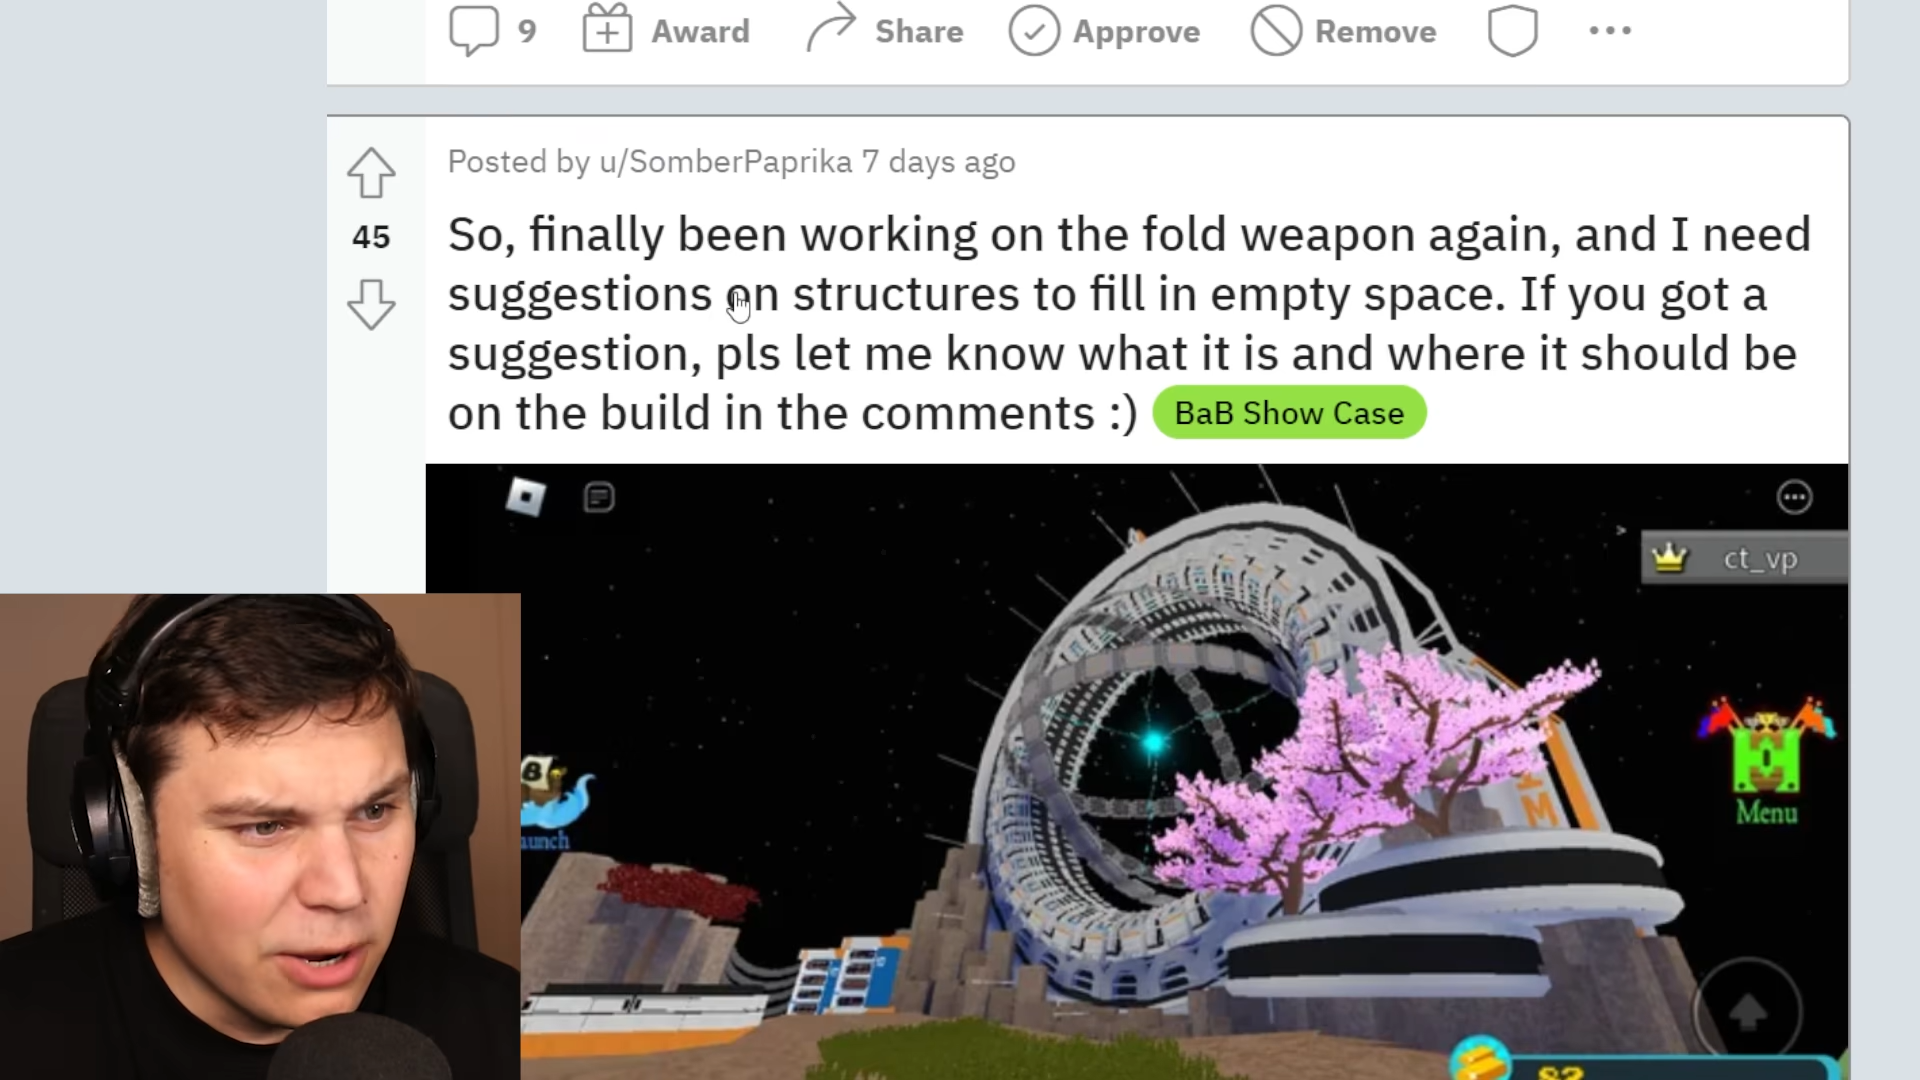 9 Award Share Approve Remove
Posted by u/SomberPaprika 7 days ago
45
So, finally been working on the fold weapon again, and I need
suggestions on structures to fill in empty space. If you got a
suggestion, pls let me know what it is and where it should be
on the build in the comments :) BaB Show Case
ct_vp
Menu
aunch